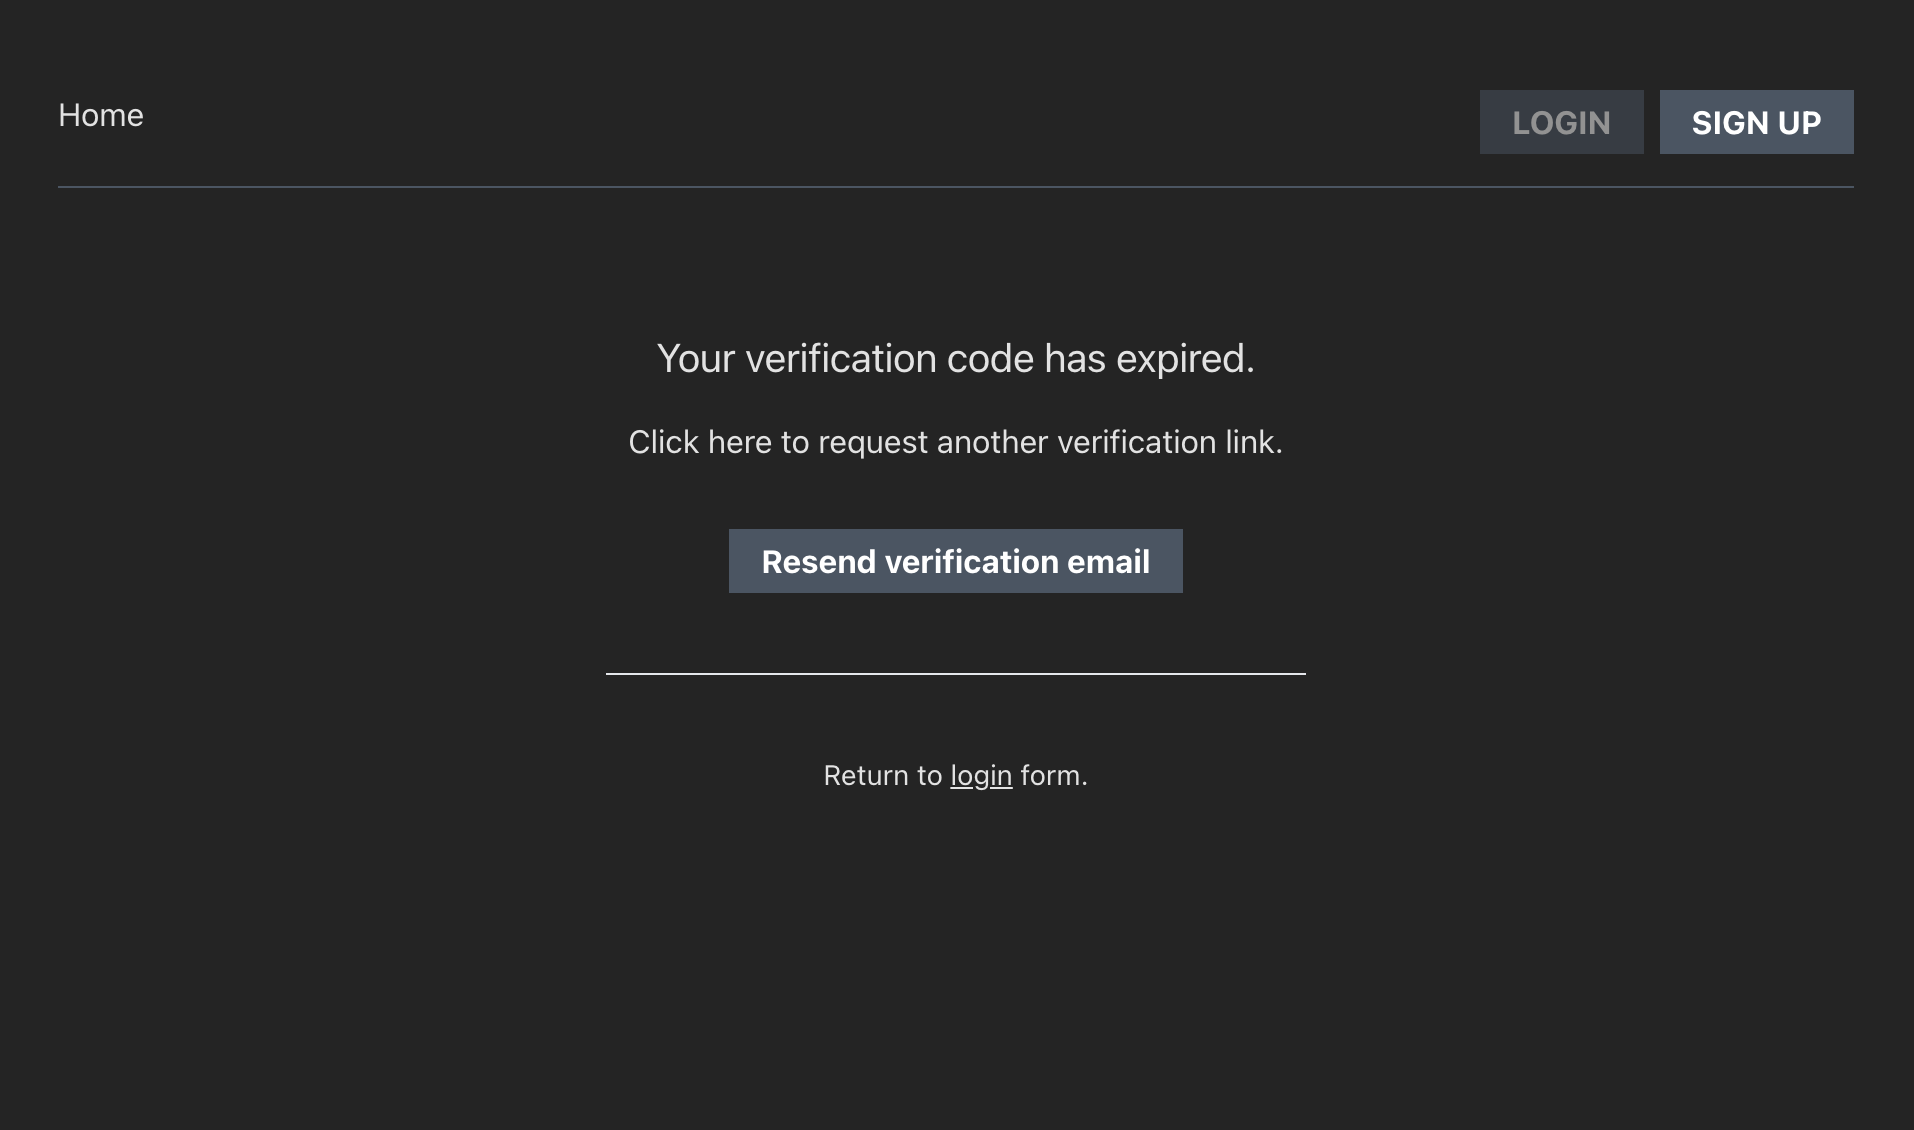 Home
LOGIN
SIGN UP
Your verification code has expired.
Click here to request another verification link.
Resend verification email
Return to login form.